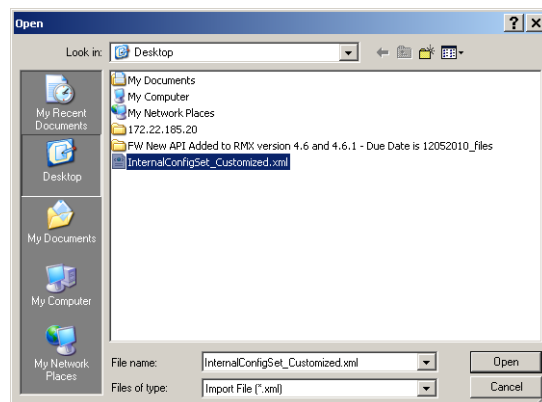 Open
Look in:
Desktop
My Recent
Documents
Desktop
My Documents
My Computer
My Network
Places
My Documents
My Computer
My Network Places
172.22.185.20
FW New API Added to RMX version 4.6 and 4.6.1 - Due Date is 12052010_files
InternalConfigSet_Customized.xml
File name:
InternalConfigSet_Customized.xml
Open
Files of type:
Import File (*.xml)
Cancel